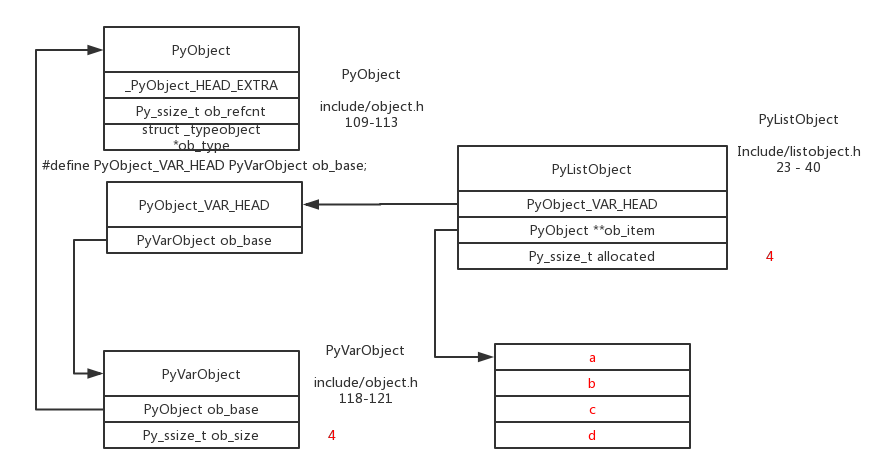 PyObject
_PyObject_HEAD_EXTRA
Py_ssize_t ob_refcnt
struct _typeobject
*ob_type
PyObject
include/object.h
109-113
#define PyObject_VAR_HEAD PyVarObject ob_base;
PyObject_VAR_HEAD
PyVarObject ob_base
PyListObject
Include/listobject.h
23 - 40
PyListObject
PyObject_VAR_HEAD
PyObject **ob_item
Py_ssize_t allocated
4
PyVarObject
PyObject ob_base
Py_ssize_t ob_size
4
PyVarObject
include/object.h
118-121
a
b
c
d